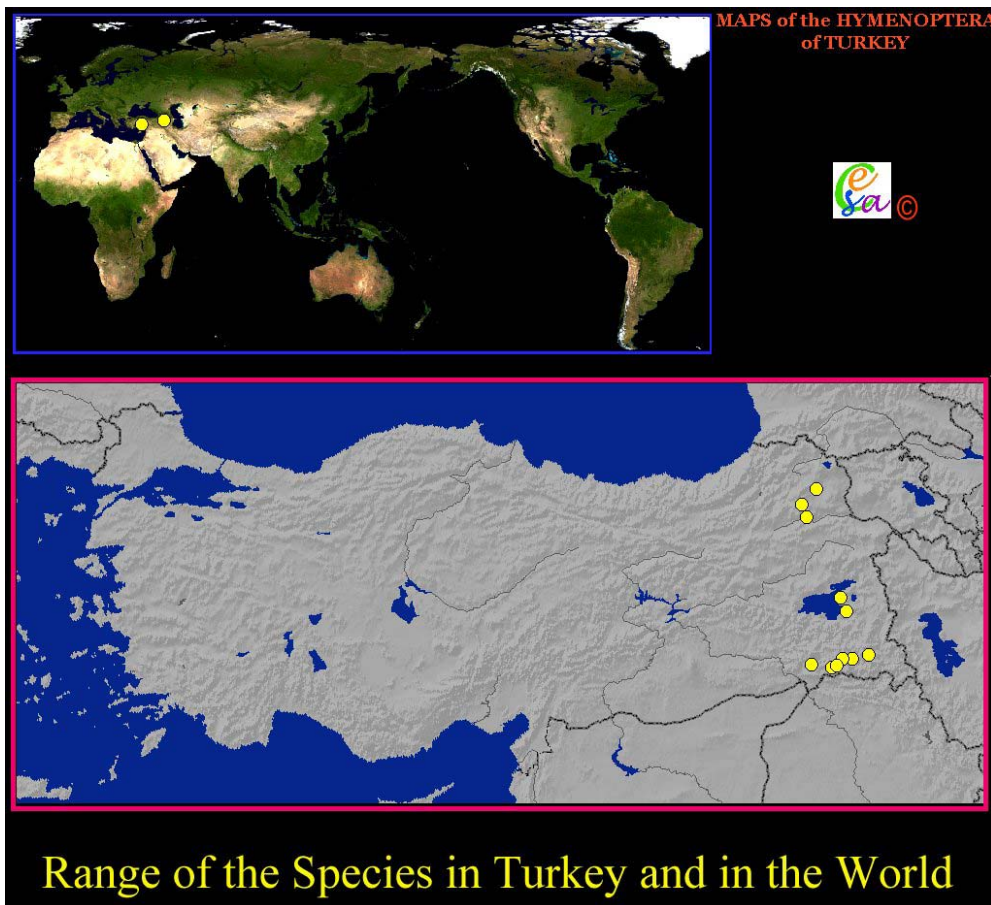 MAPS of the HYMENOPTERA
of TURKEY
esa ©
Range of the Species in Turkey and in the World